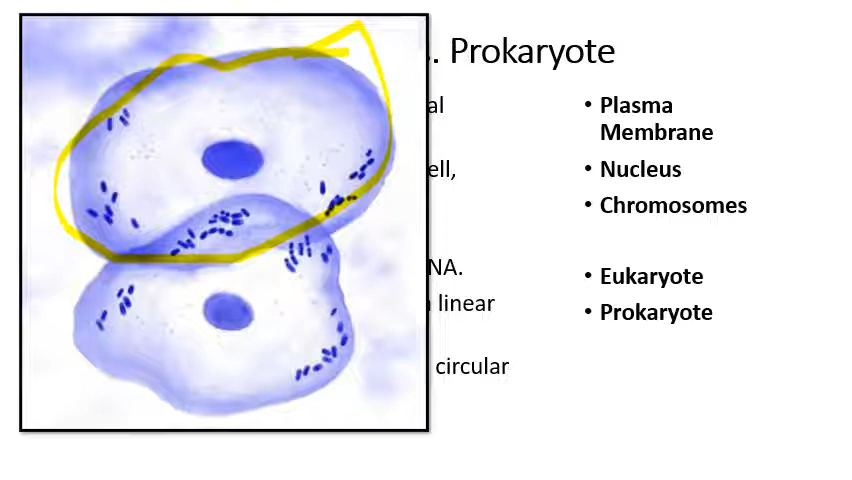 . Prokaryote
al
ell,
NA.
linear
circular
• Plasma
Membrane
• Nucleus
• Chromosomes
• Eukaryote
• Prokaryote